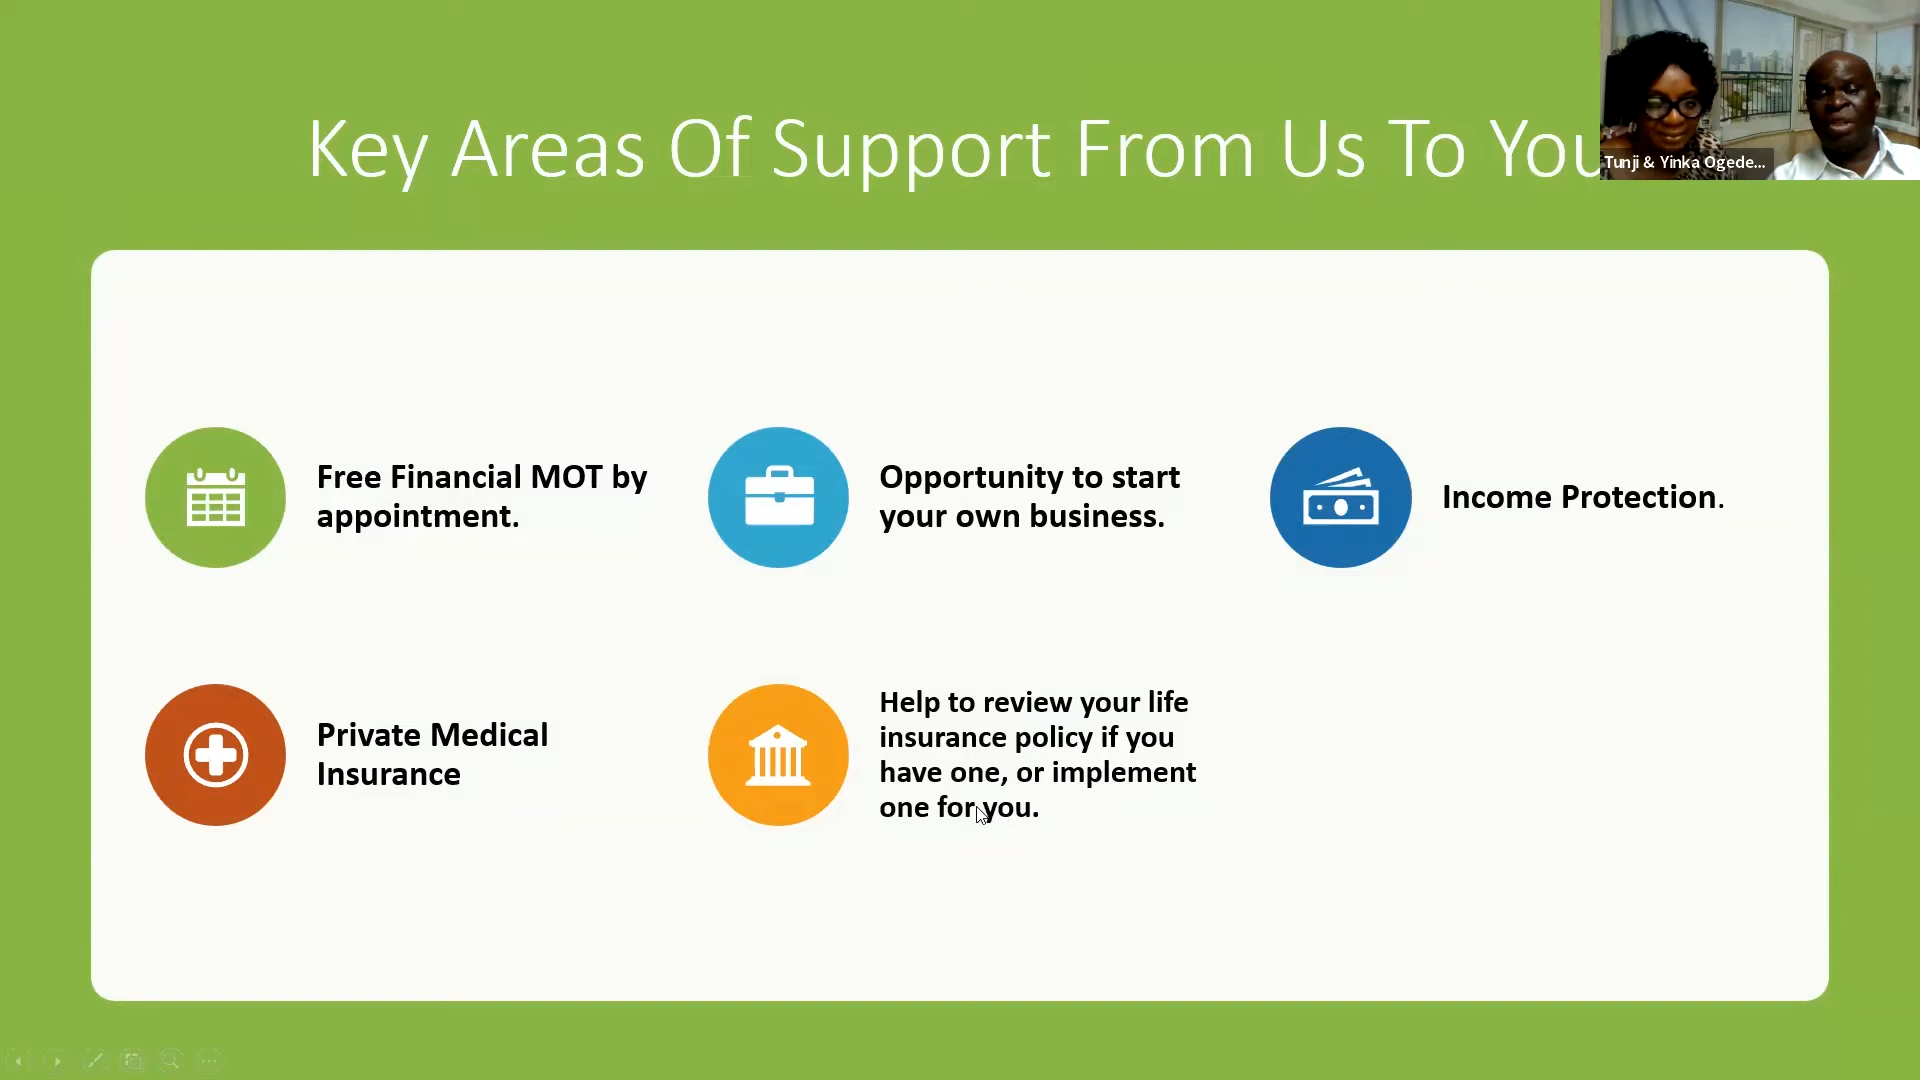 Key Areas Of Support From Us To You
Tunji & Yinka Ogede...
Free Financial MOT by
appointment.
Opportunity to start
your own business.
Income Protection.
Private Medical
Insurance
Help to review your life
insurance policy if you
have one, or implement
one for you.